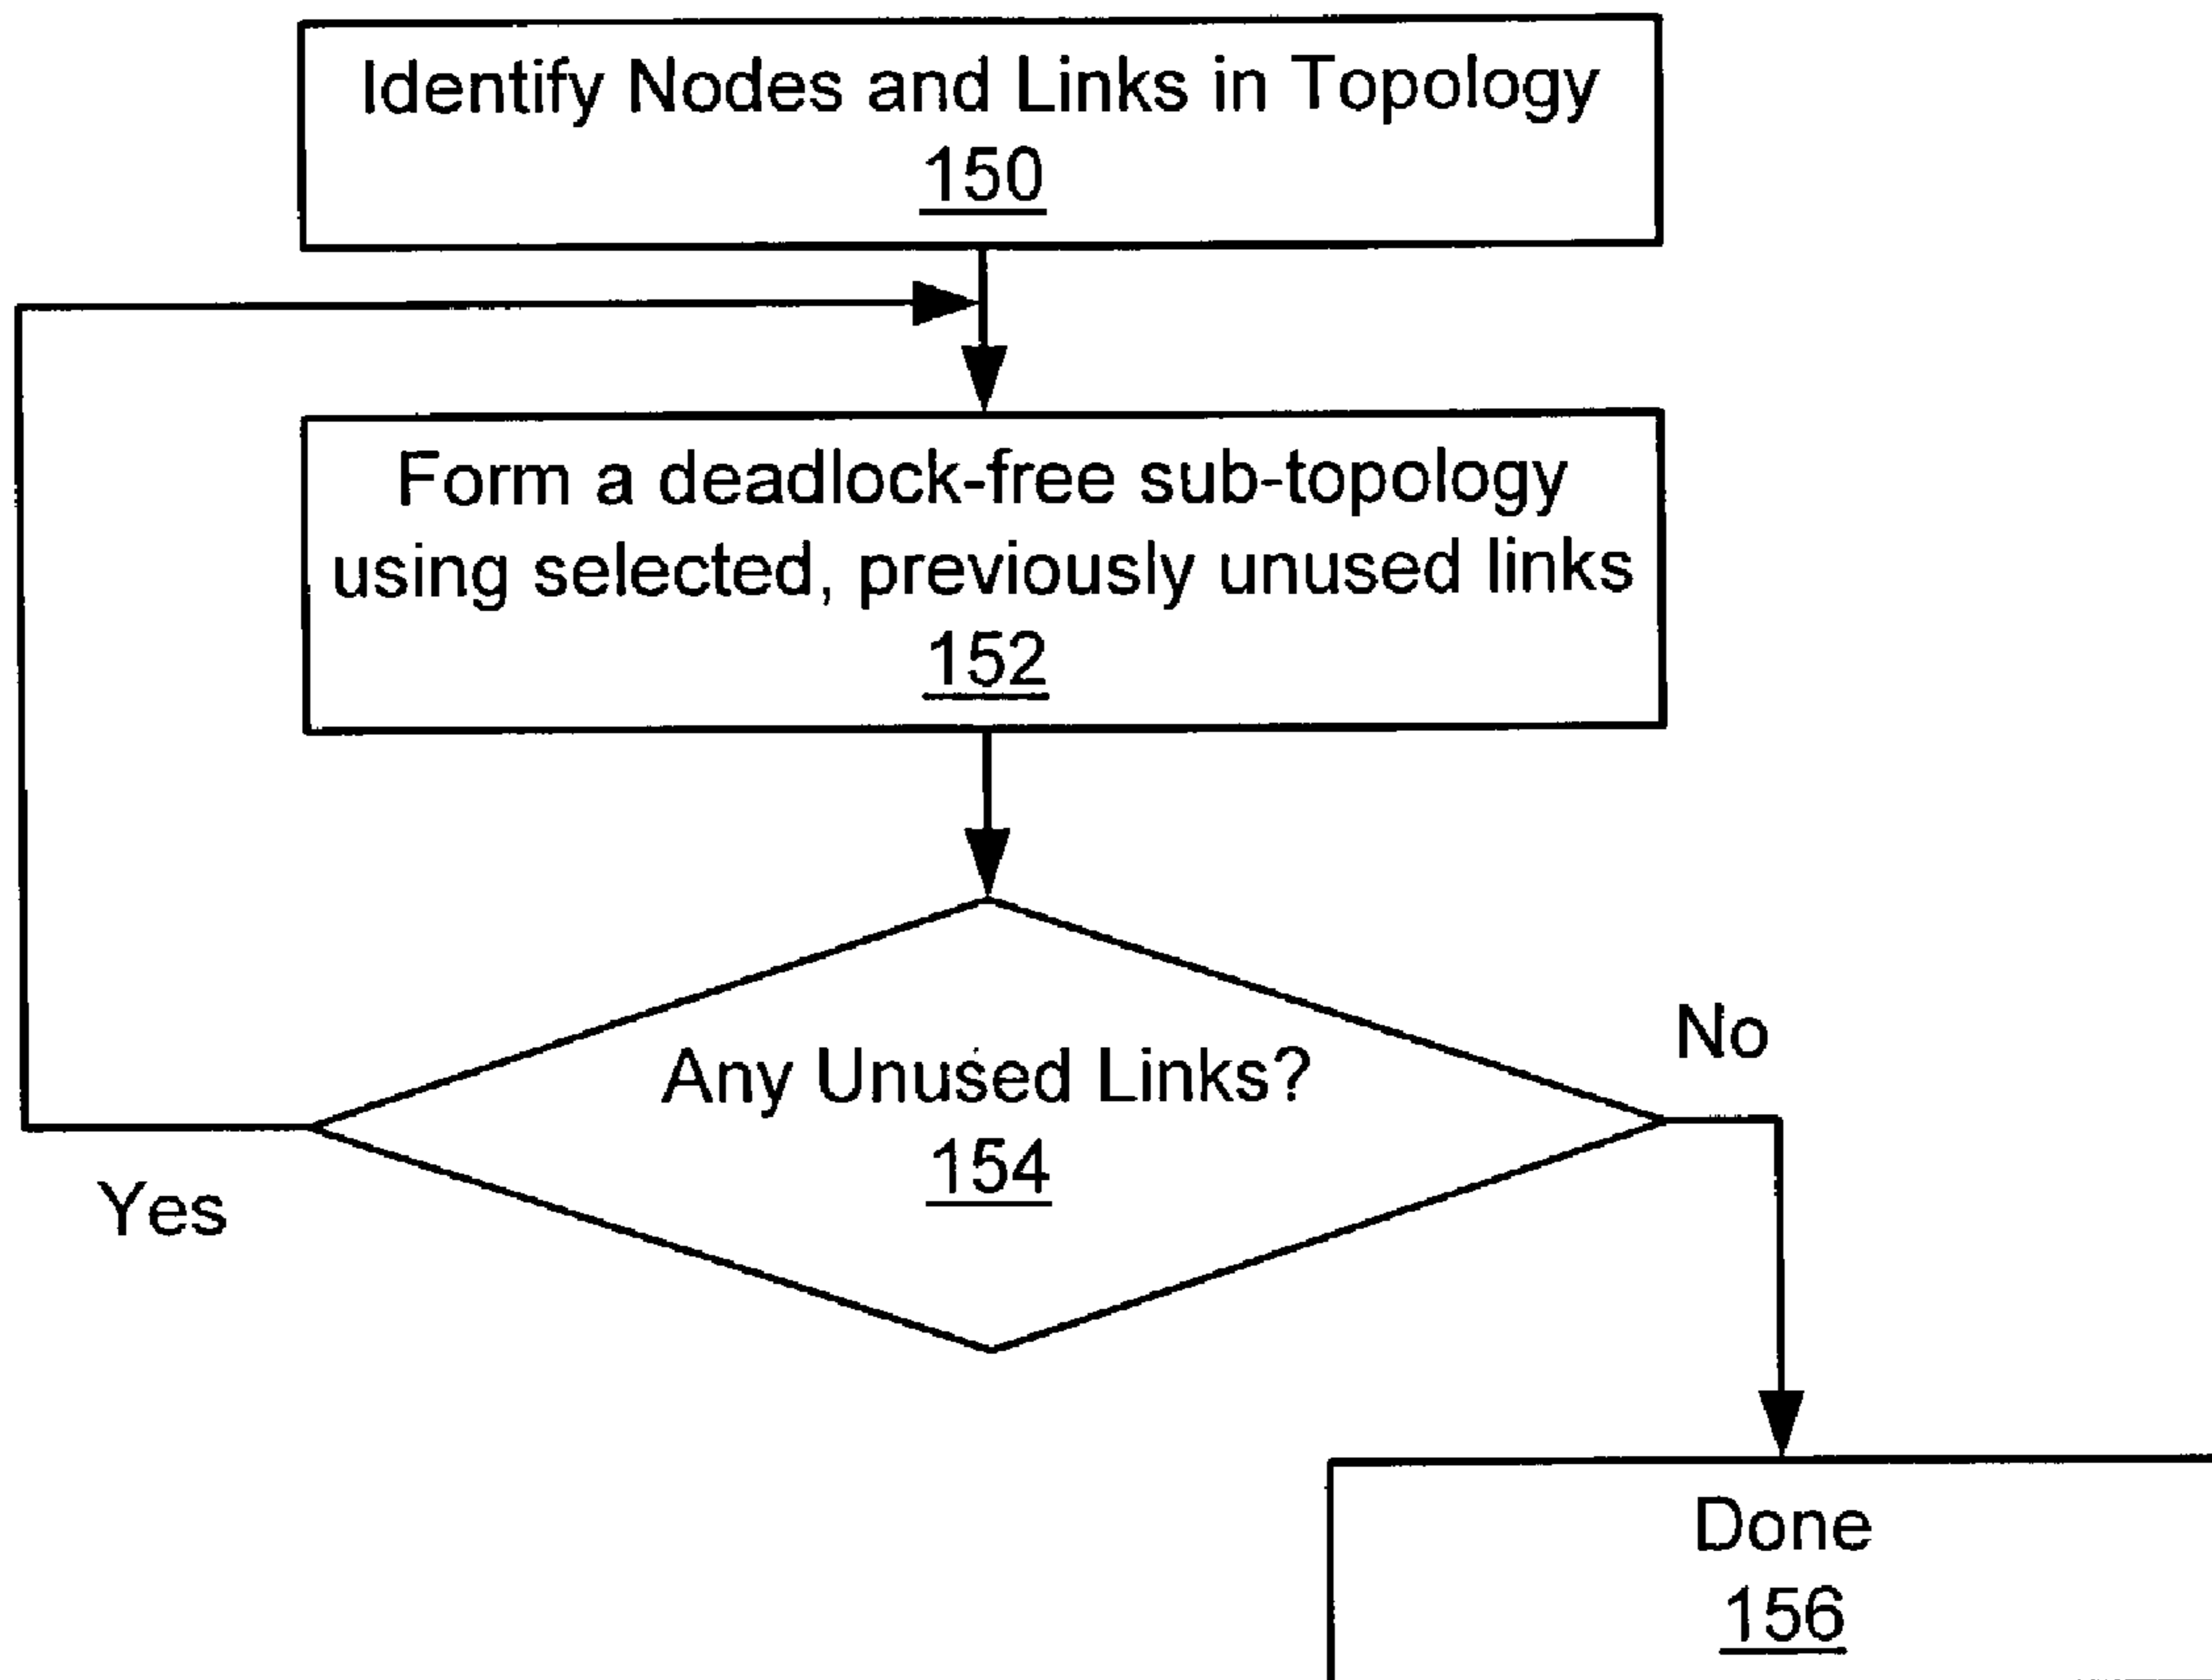 Identify Nodes and Links in Topology
150
Form a deadlock-free sub-topology
using selected, previously unused links
152
Any Unused Links?
154
No
Yes
Done
156